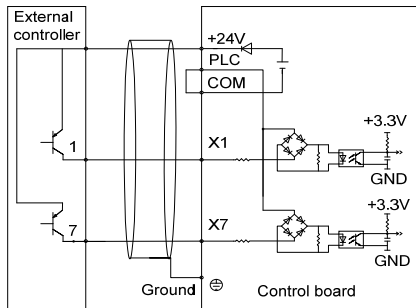 External
controller
+24V
PLC
COM
+3.3V
1
X1
GND
+3.3V
7
X7
GND
Ground
Control board